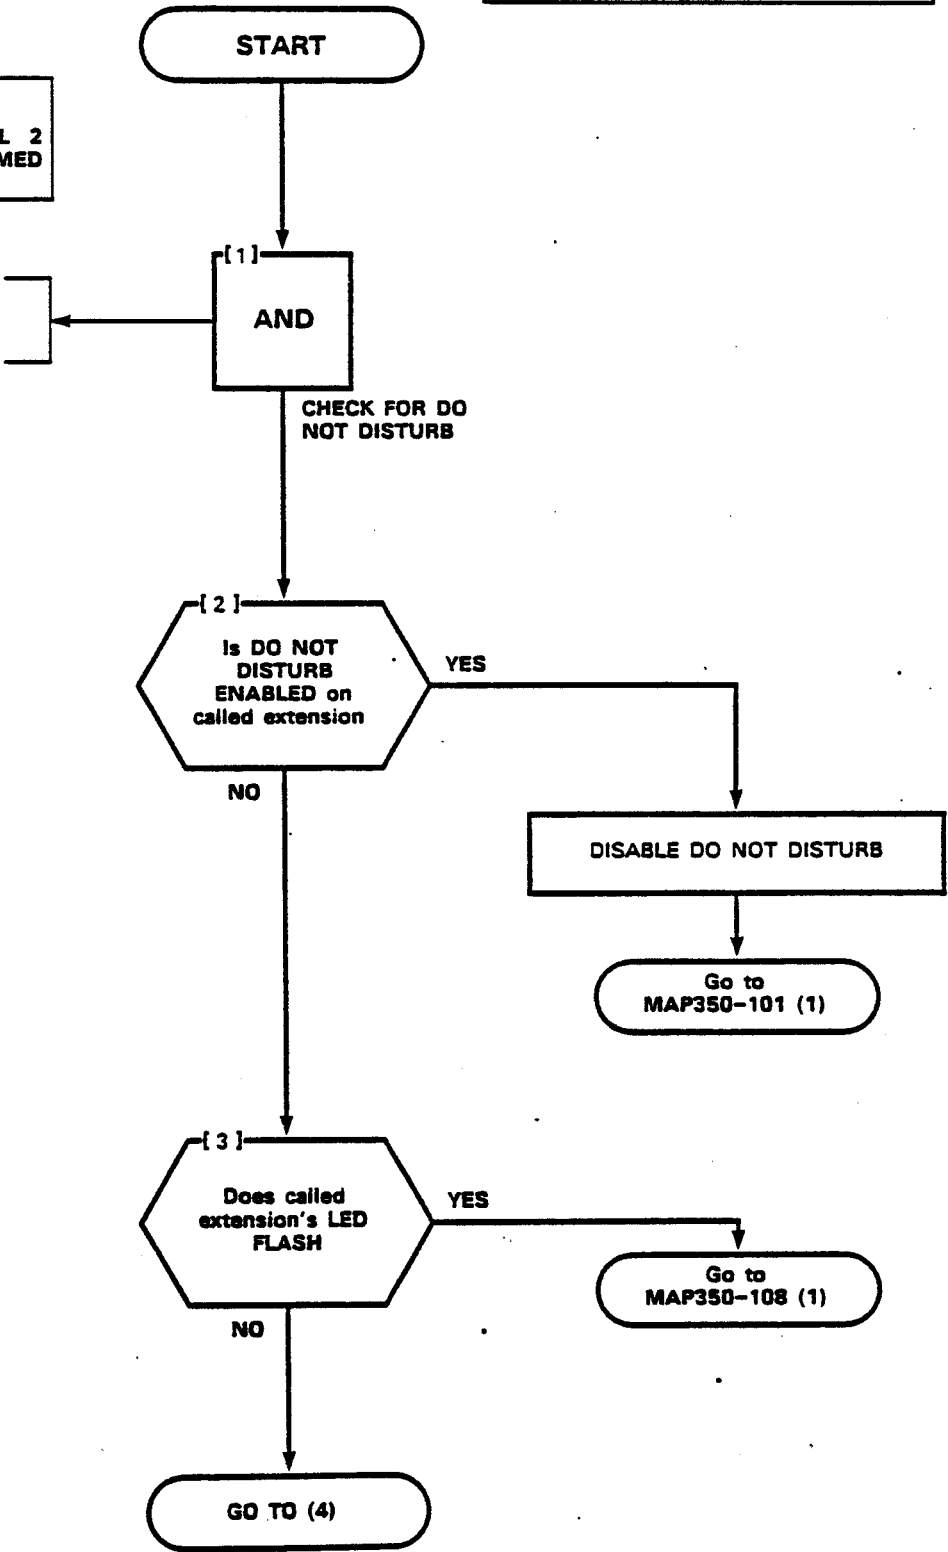 START
L 2
MED
[1]
AND
CHECK FOR DO
NOT DISTURB
[2]
Is DO NOT
DISTURB
ENABLED on
called extension
YES
NO
DISABLE DO NOT DISTURB
Go to
MAP350-101 (1)
[3]
Does called
extension's LED
FLASH
YES
NO
Go to
MAP350-108 (1)
GO TO (4)